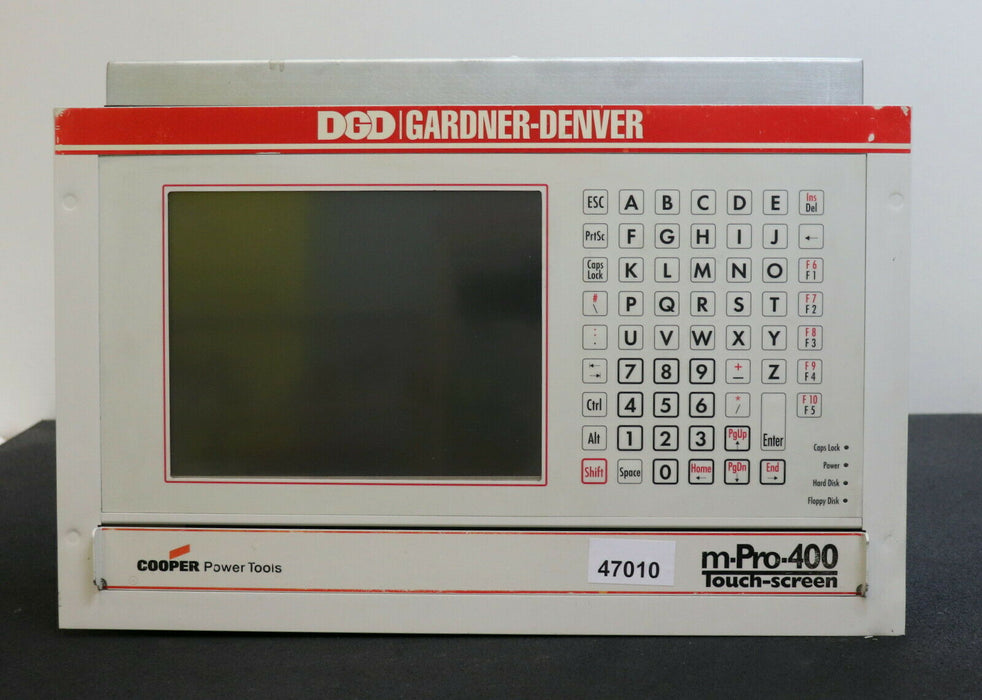 DGD GARDNER-DENVER
ESC A B C D E Ins Del
PrtSc F G H I J ←
Caps Lock K L M N O F6 F1
# \ P Q R S T F7 F2
: . U V W X Y F8 F3
7 8 9 + – Z F9 F4
Ctrl 4 5 6 * / F10 F5
Alt 1 2 3 PgUp ↑ Enter
Shift Space 0 Home ← PgDn ↓ End →
Caps Lock
Power
Hard Disk
Floppy Disk
COOPER Power Tools
47010
m-Pro-400
Touch-screen